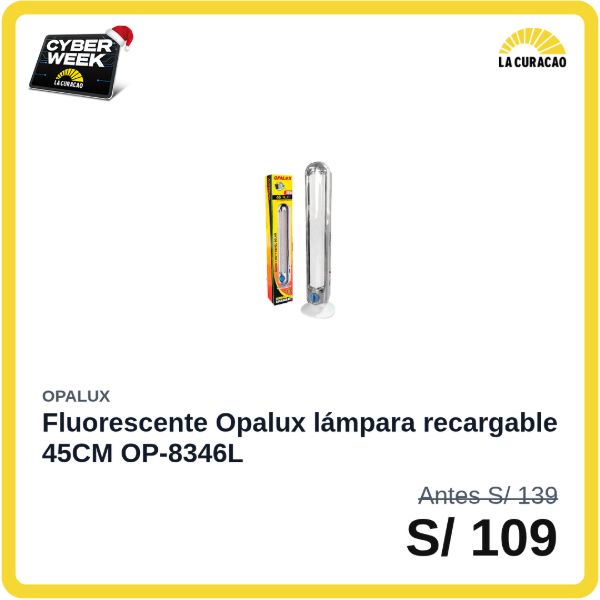 CYBER
WEEK
LA CURACAO
LA CURACAO
OPALUX
OPALUX
Fluorescente Opalux lámpara recargable
45CM OP-8346L
Antes S/ 139
S/ 109